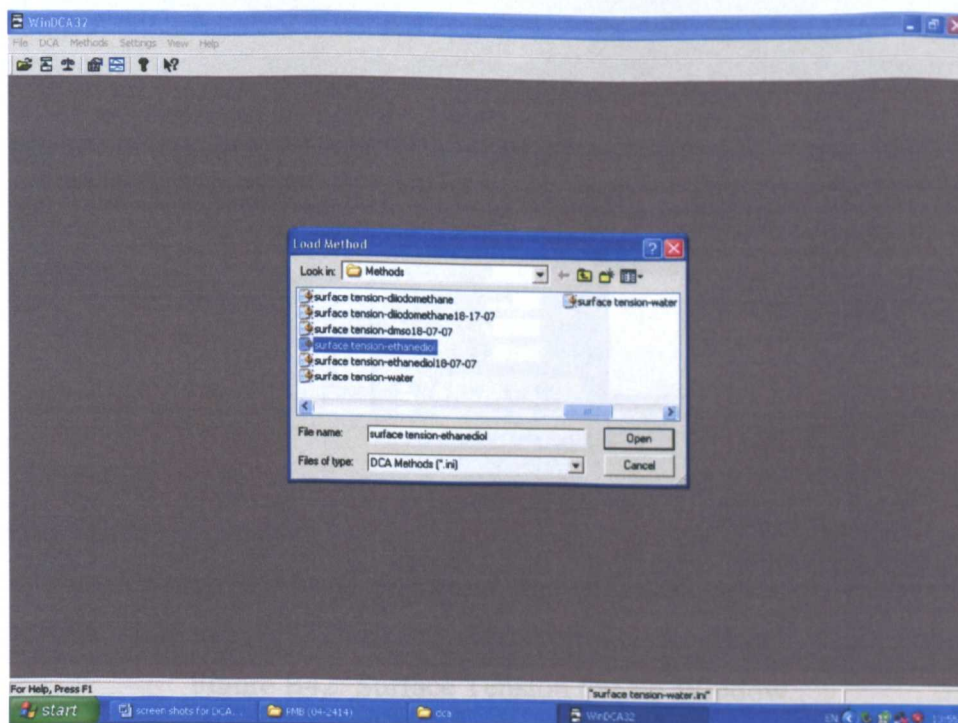 WinDCA32
File DCA Methods Settings View Help
Load Method
Look in: Methods
surface tension-diiodomethane
surface tension-diiodomethane18-17-07
surface tension-dmso18-07-07
surface tension-ethanediol
surface tension-ethanediol18-07-07
surface tension-water
surface tension-water
File name: surface tension-ethanediol Open
Files of type: DCA Methods (*.ini) Cancel
For Help, Press F1 "surface tension-water.ini"
start screen shots for DCA... PMB (04-2414) dca WinDCA32 EN